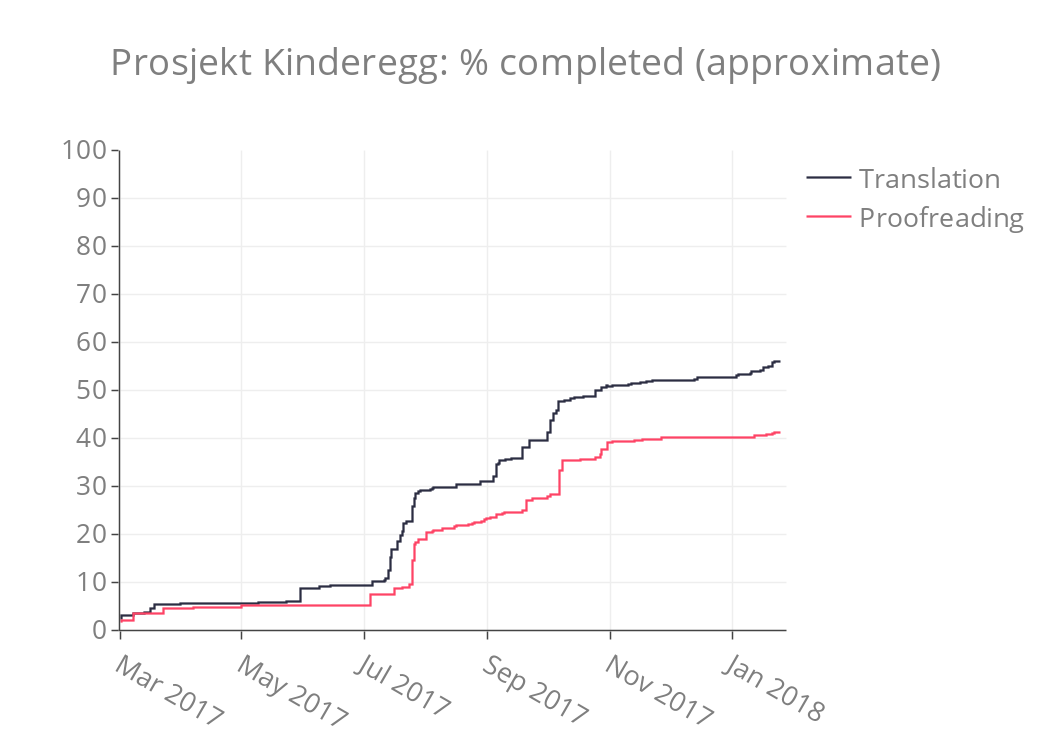 Prosjekt Kinderegg: % completed (approximate)
100
90
80
70
60
50
40
30
20
10
0
Translation
Proofreading
Mar 2017
May 2017
Jul 2017
Sep 2017
Nov 2017
Jan 2018